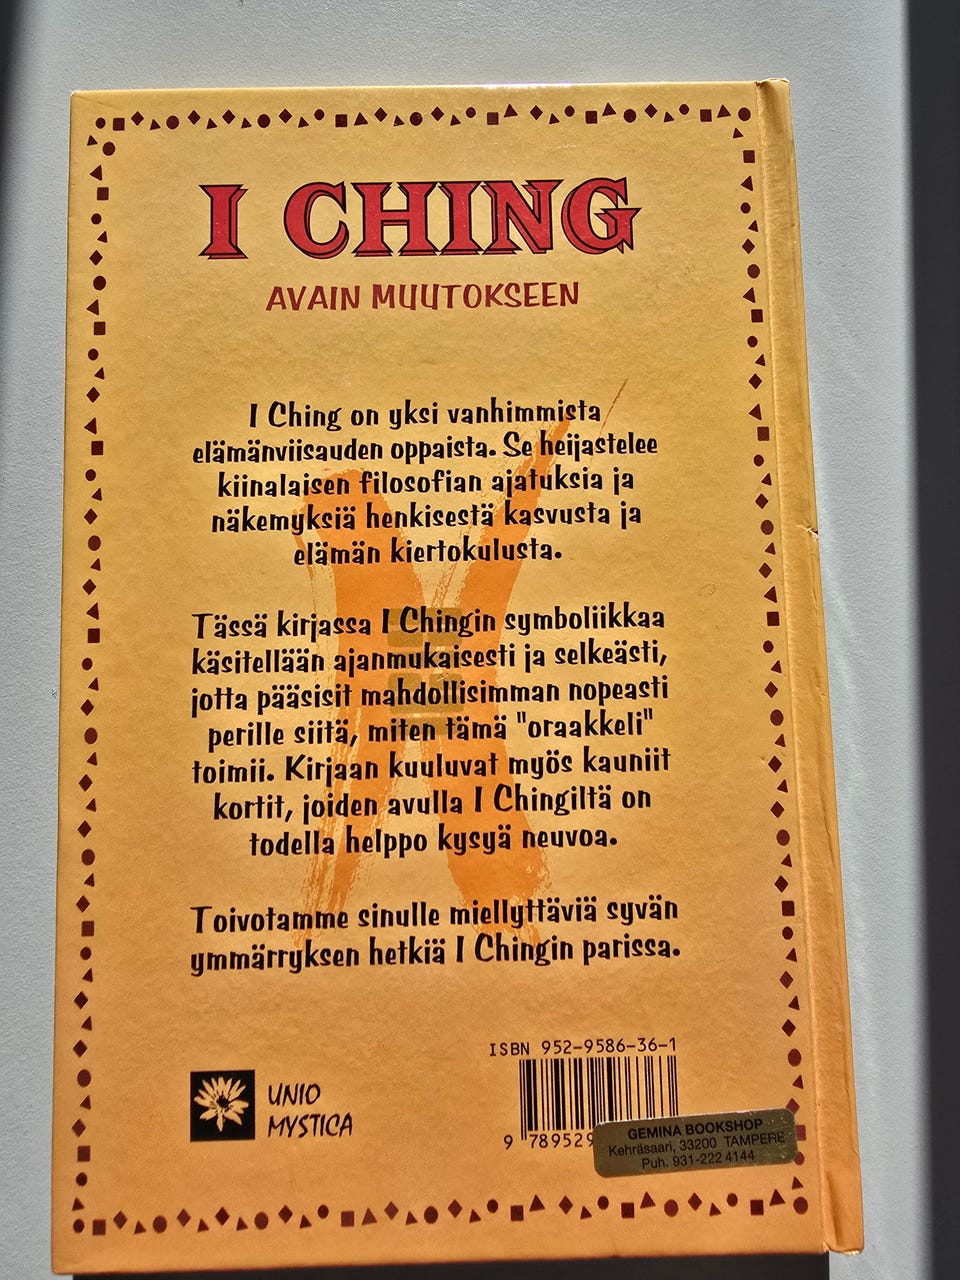 I CHING
AVAIN MUUTOKSEEN
I Ching on yksi vanhimmista
elämänviisauden oppaista. Se heijastelee
kiinalaisen filosofian ajatuksia ja
näkemyksiä henkisestä kasvusta ja
elämän kiertokulusta.
Tässä kirjassa I Chingin symboliikkaa
käsitellään ajanmukaisesti ja selkeästi,
jotta pääsisit mahdollisimman nopeasti
perille siitä, miten tämä "oraakkeli"
toimii. Kirjaan kuuluvat myös kauniit
kortit, joiden avulla I Chingiltä on
todella helppo kysyä neuvoa.
Toivotamme sinulle miellyttäviä syvän
ymmärryksen hetkiä I Chingin parissa.
UNIO
MYSTICA
ISBN 952-9586-36-1
9 789529
GEMINA BOOKSHOP
Kehräsaari, 33200 TAMPERE
Puh. 931-222 4144